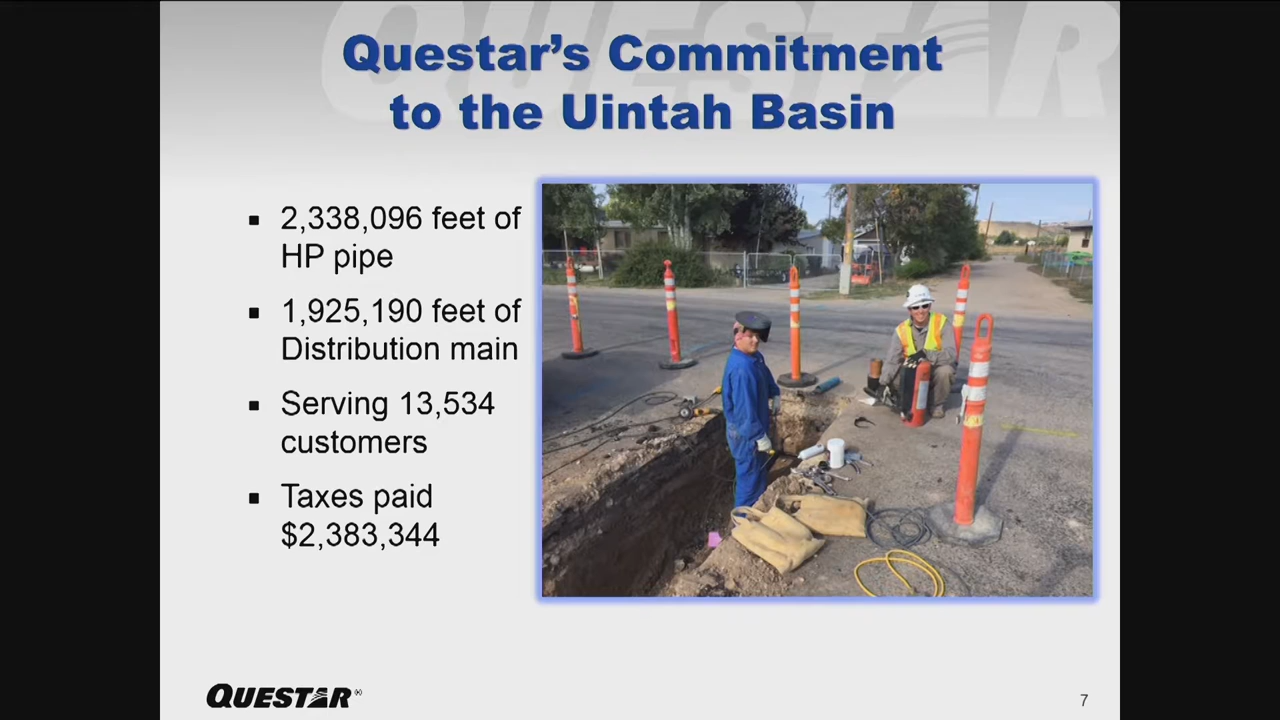 QUESTAR
Questar's Commitment
to the Uintah Basin
▪ 2,338,096 feet of
HP pipe
▪ 1,925,190 feet of
Distribution main
▪ Serving 13,534
customers
▪ Taxes paid
$2,383,344
QUESTAR
7